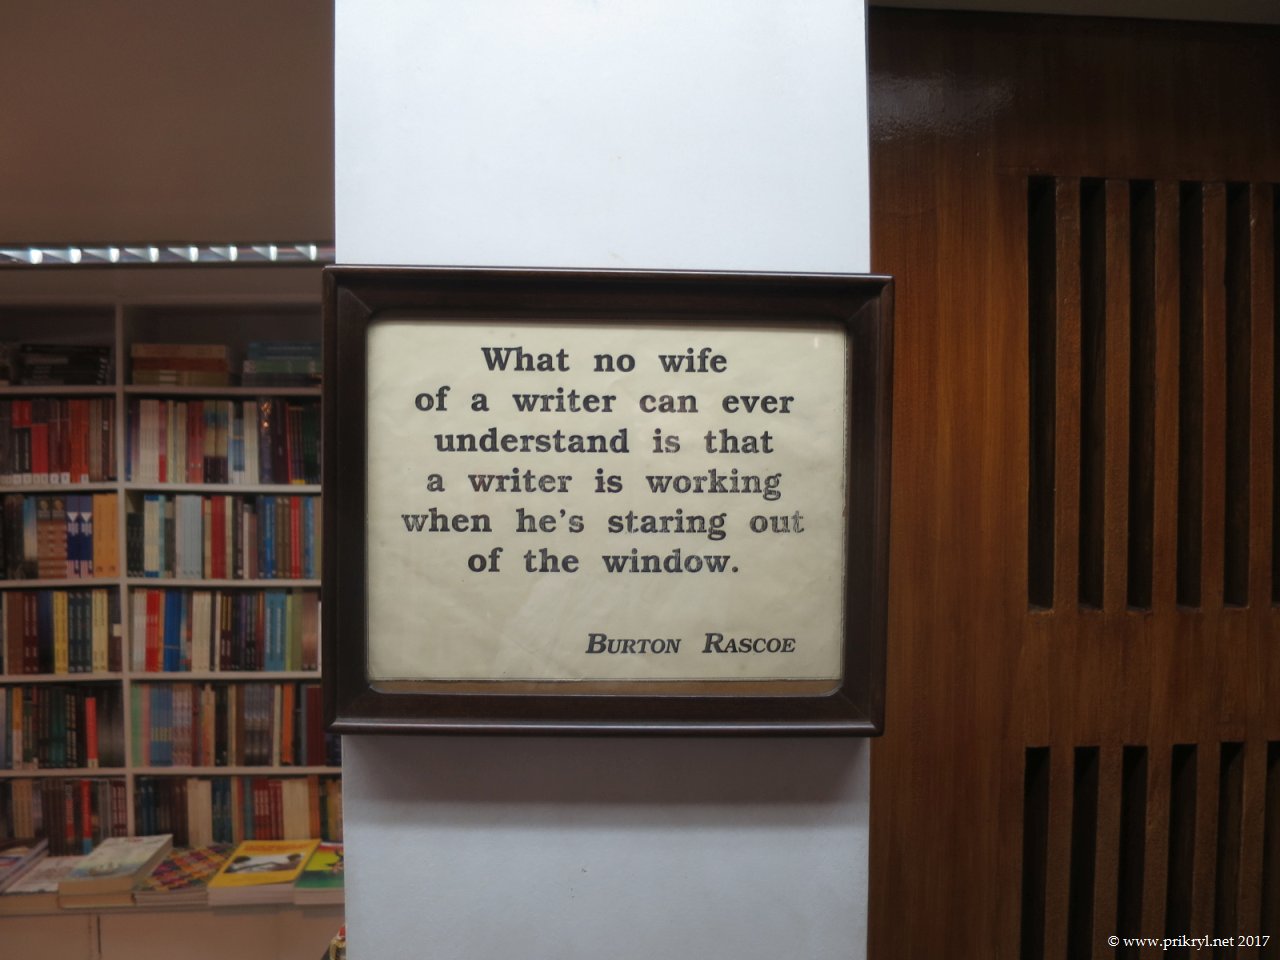 What no wife
of a writer can ever
understand is that
a writer is working
when he's staring out
of the window.
BURTON RASCOE
© www.prikryl.net 2017